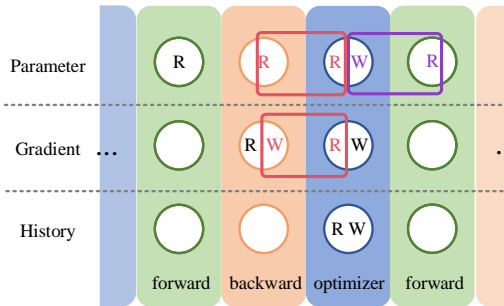 Parameter R R R W R
Gradient ... R W R W .
History R W
forward backward optimizer forward